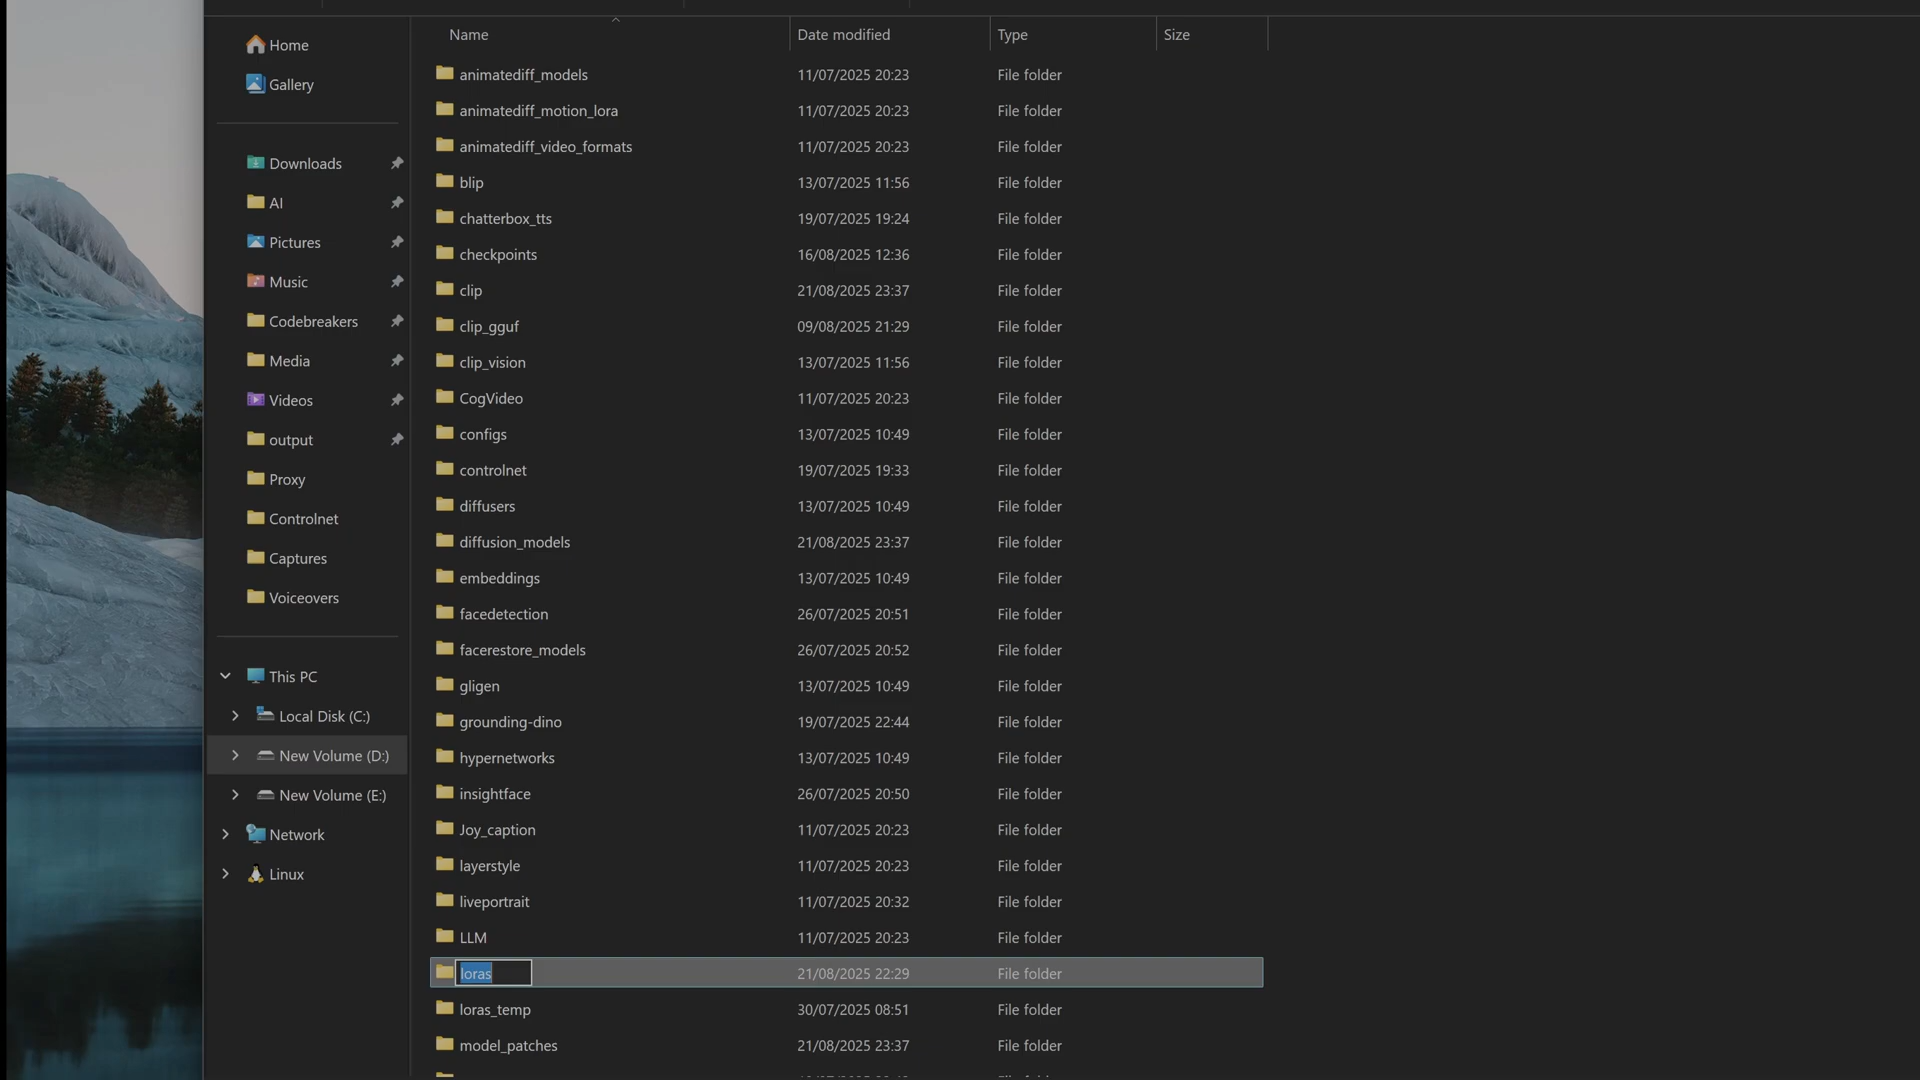 Home
Gallery
Downloads
AI
Pictures
Music
Codebreakers
Media
Videos
output
Proxy
Controlnet
Captures
Voiceovers
This PC
Local Disk (C:)
New Volume (D:)
New Volume (E:)
Network
Linux
Name Date modified Type Size
animatediff_models 11/07/2025 20:23 File folder
animatediff_motion_lora 11/07/2025 20:23 File folder
animatediff_video_formats 11/07/2025 20:23 File folder
blip 13/07/2025 11:56 File folder
chatterbox_tts 19/07/2025 19:24 File folder
checkpoints 16/08/2025 12:36 File folder
clip 21/08/2025 23:37 File folder
clip_gguf 09/08/2025 21:29 File folder
clip_vision 13/07/2025 11:56 File folder
CogVideo 11/07/2025 20:23 File folder
configs 13/07/2025 10:49 File folder
controlnet 19/07/2025 19:33 File folder
diffusers 13/07/2025 10:49 File folder
diffusion_models 21/08/2025 23:37 File folder
embeddings 13/07/2025 10:49 File folder
facedetection 26/07/2025 20:51 File folder
facerestore_models 26/07/2025 20:52 File folder
gligen 13/07/2025 10:49 File folder
grounding-dino 19/07/2025 22:44 File folder
hypernetworks 13/07/2025 10:49 File folder
insightface 26/07/2025 20:50 File folder
Joy_caption 11/07/2025 20:23 File folder
layerstyle 11/07/2025 20:23 File folder
liveportrait 11/07/2025 20:32 File folder
LLM 11/07/2025 20:23 File folder
loras 21/08/2025 22:29 File folder
loras_temp 30/07/2025 08:51 File folder
model_patches 21/08/2025 23:37 File folder